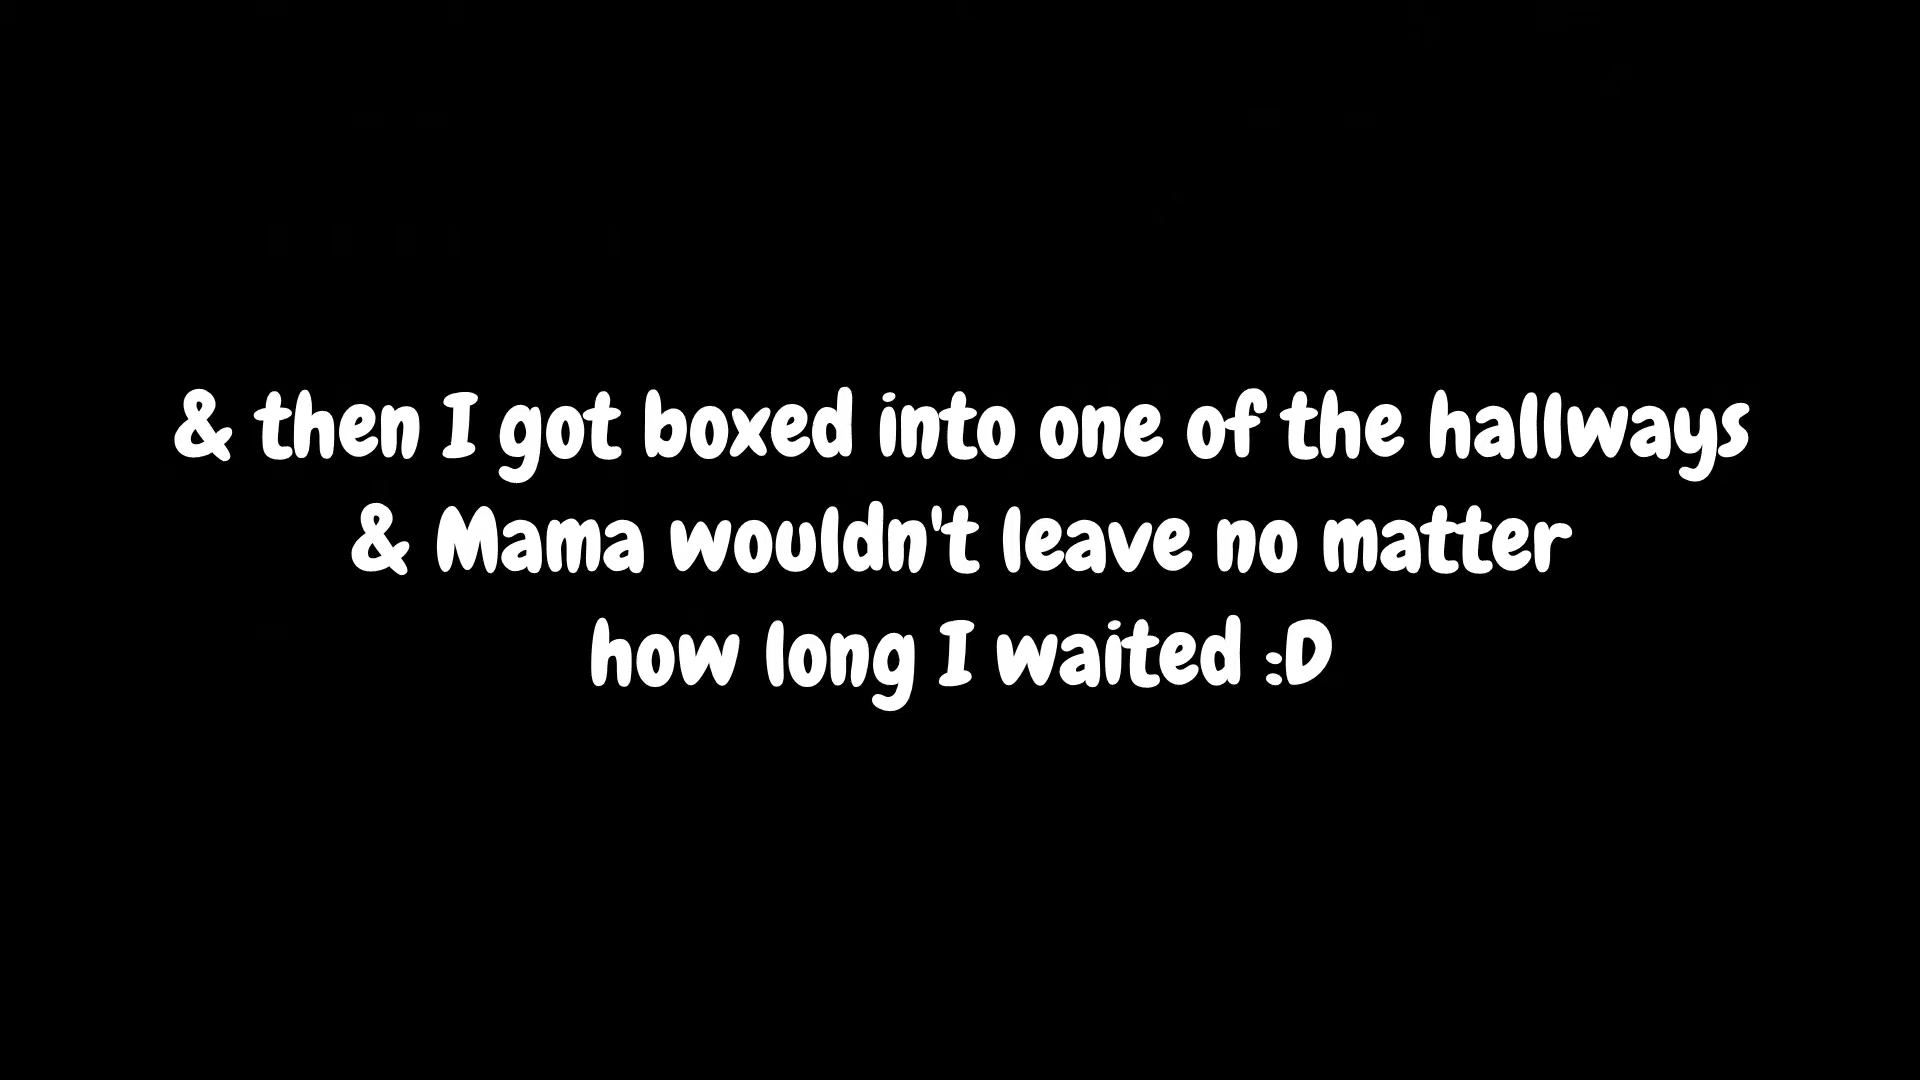 & then I got boxed into one of the hallways
& Mama wouldn't leave no matter
how long I waited :D